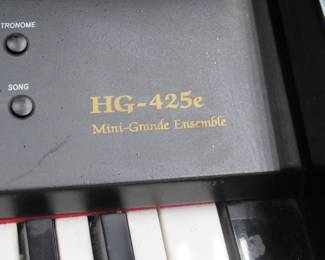 TRONOME
SONG
HG-425e
Mini-Grande Ensemble